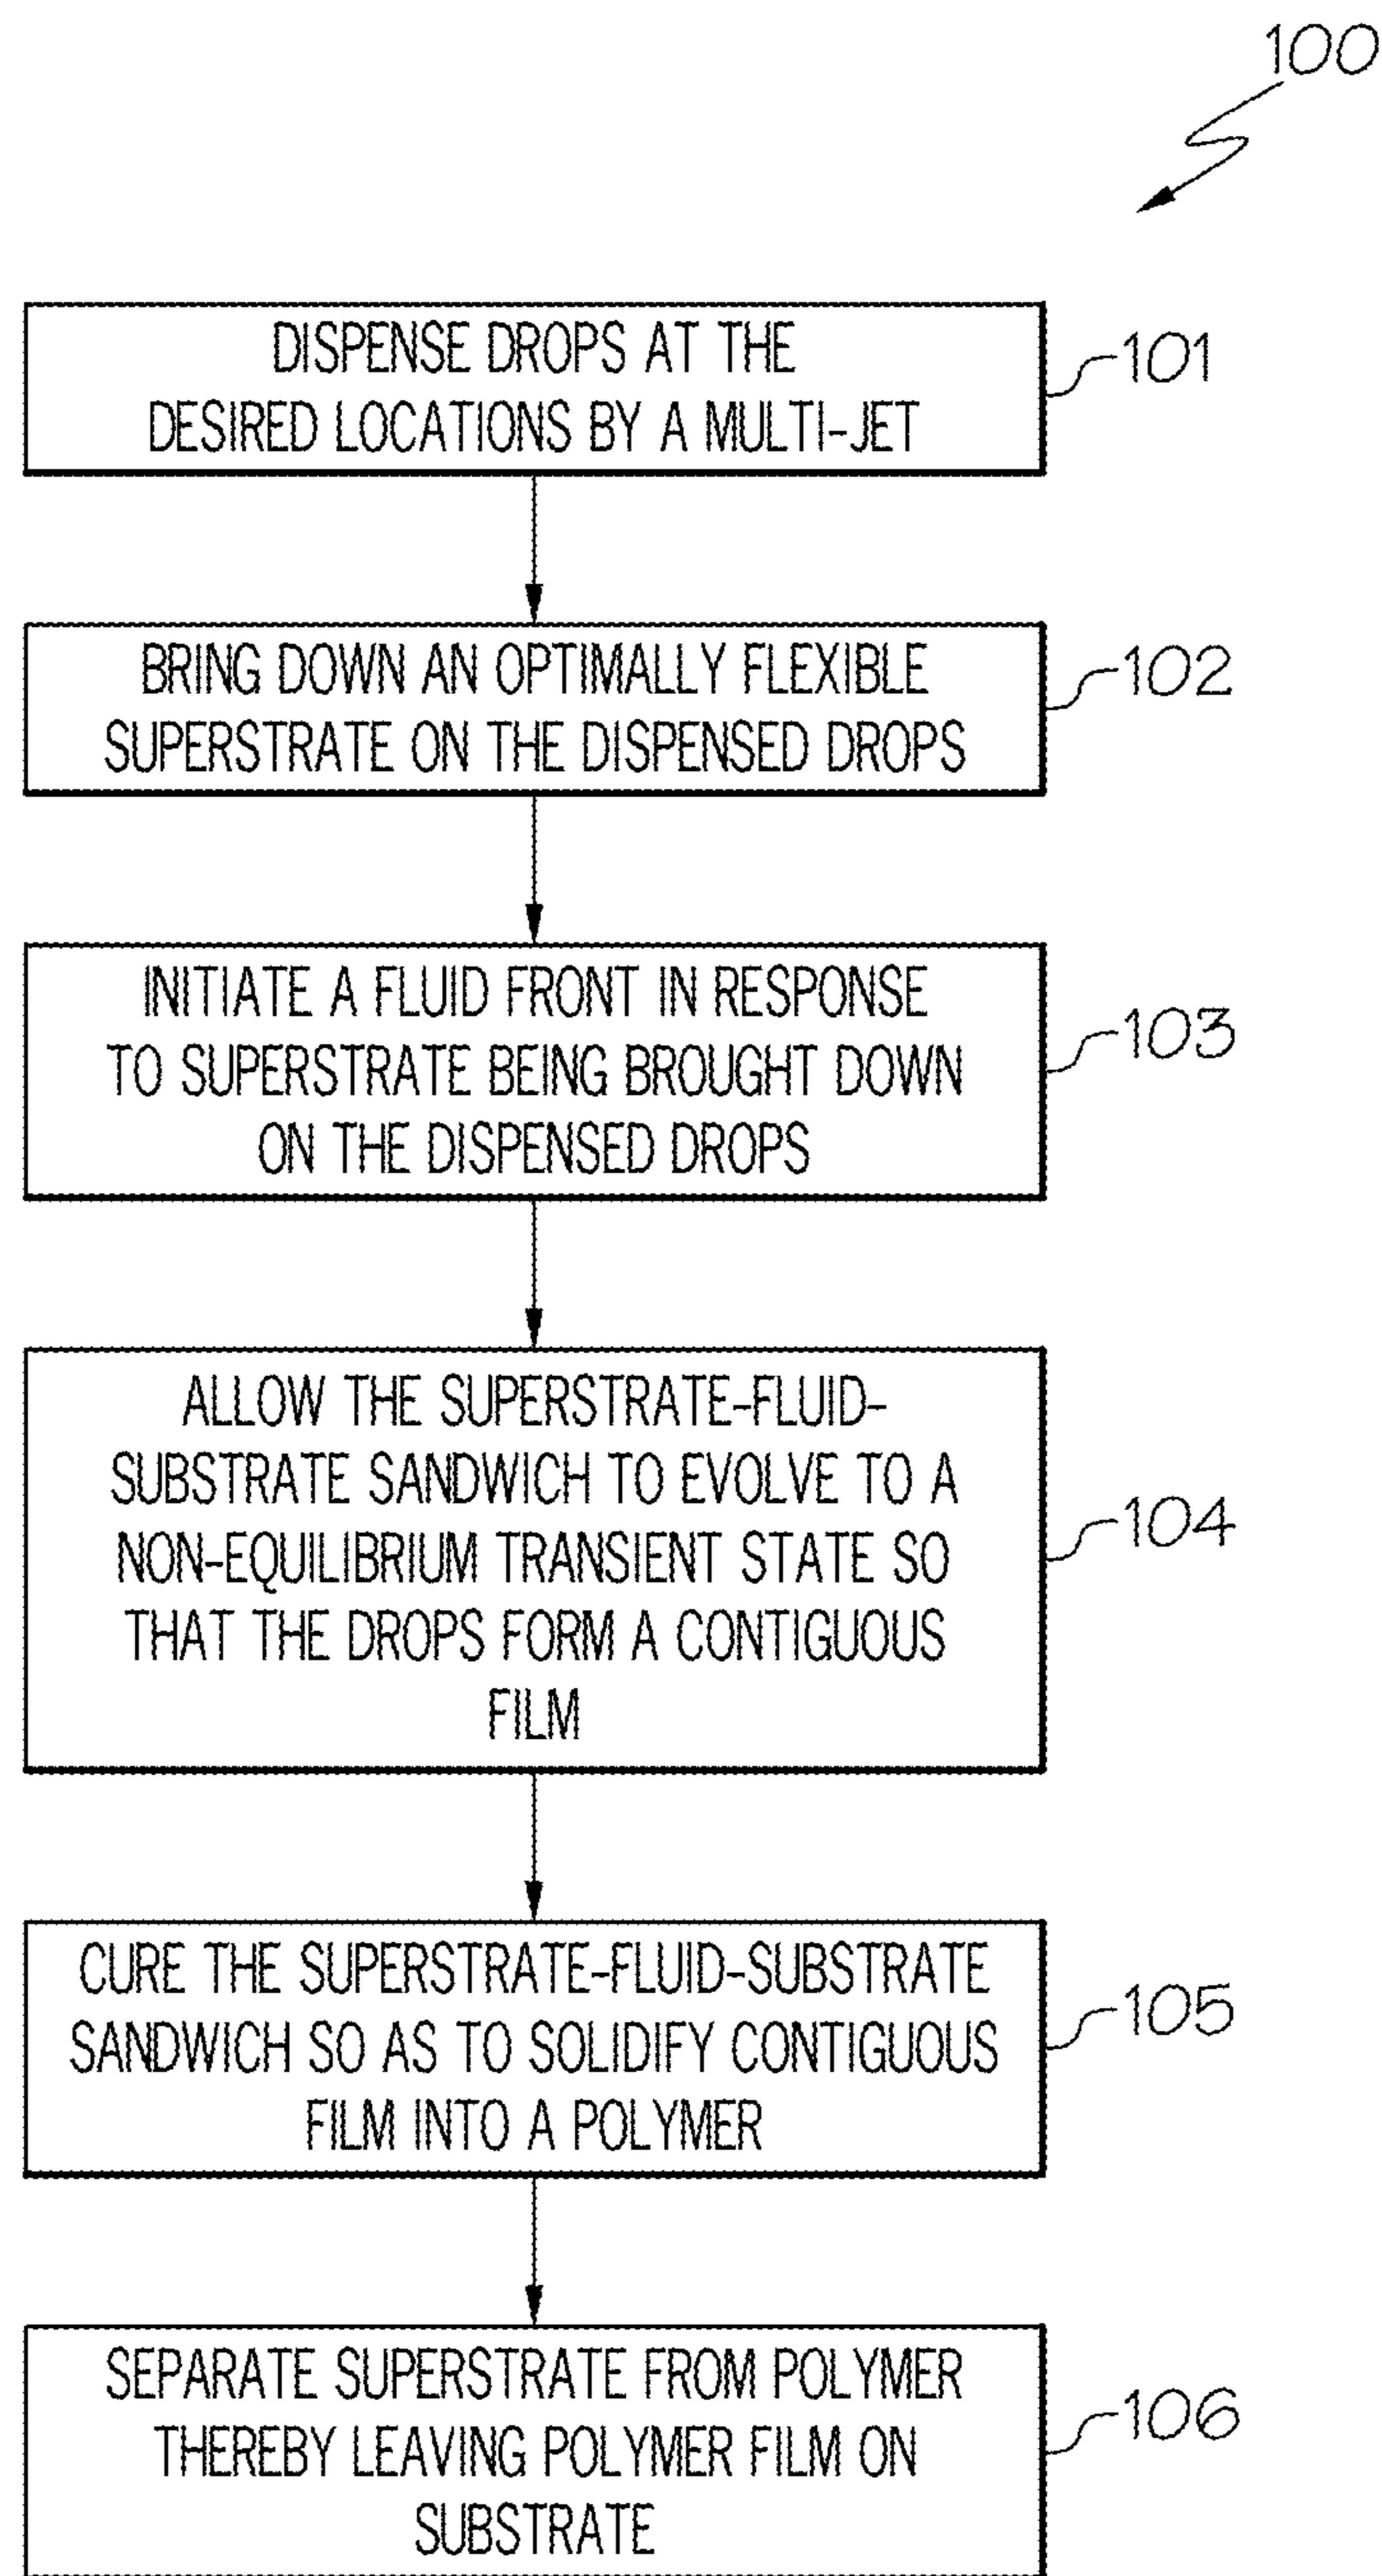 100
DISPENSE DROPS AT THE
DESIRED LOCATIONS BY A MULTI-JET
101
BRING DOWN AN OPTIMALLY FLEXIBLE
SUPERSTRATE ON THE DISPENSED DROPS
102
INITIATE A FLUID FRONT IN RESPONSE
TO SUPERSTRATE BEING BROUGHT DOWN
ON THE DISPENSED DROPS
103
ALLOW THE SUPERSTRATE-FLUID-
SUBSTRATE SANDWICH TO EVOLVE TO A
NON-EQUILIBRIUM TRANSIENT STATE SO
THAT THE DROPS FORM A CONTIGUOUS
FILM
104
CURE THE SUPERSTRATE-FLUID-SUBSTRATE
SANDWICH SO AS TO SOLIDIFY CONTIGUOUS
FILM INTO A POLYMER
105
SEPARATE SUPERSTRATE FROM POLYMER
THEREBY LEAVING POLYMER FILM ON
SUBSTRATE
106